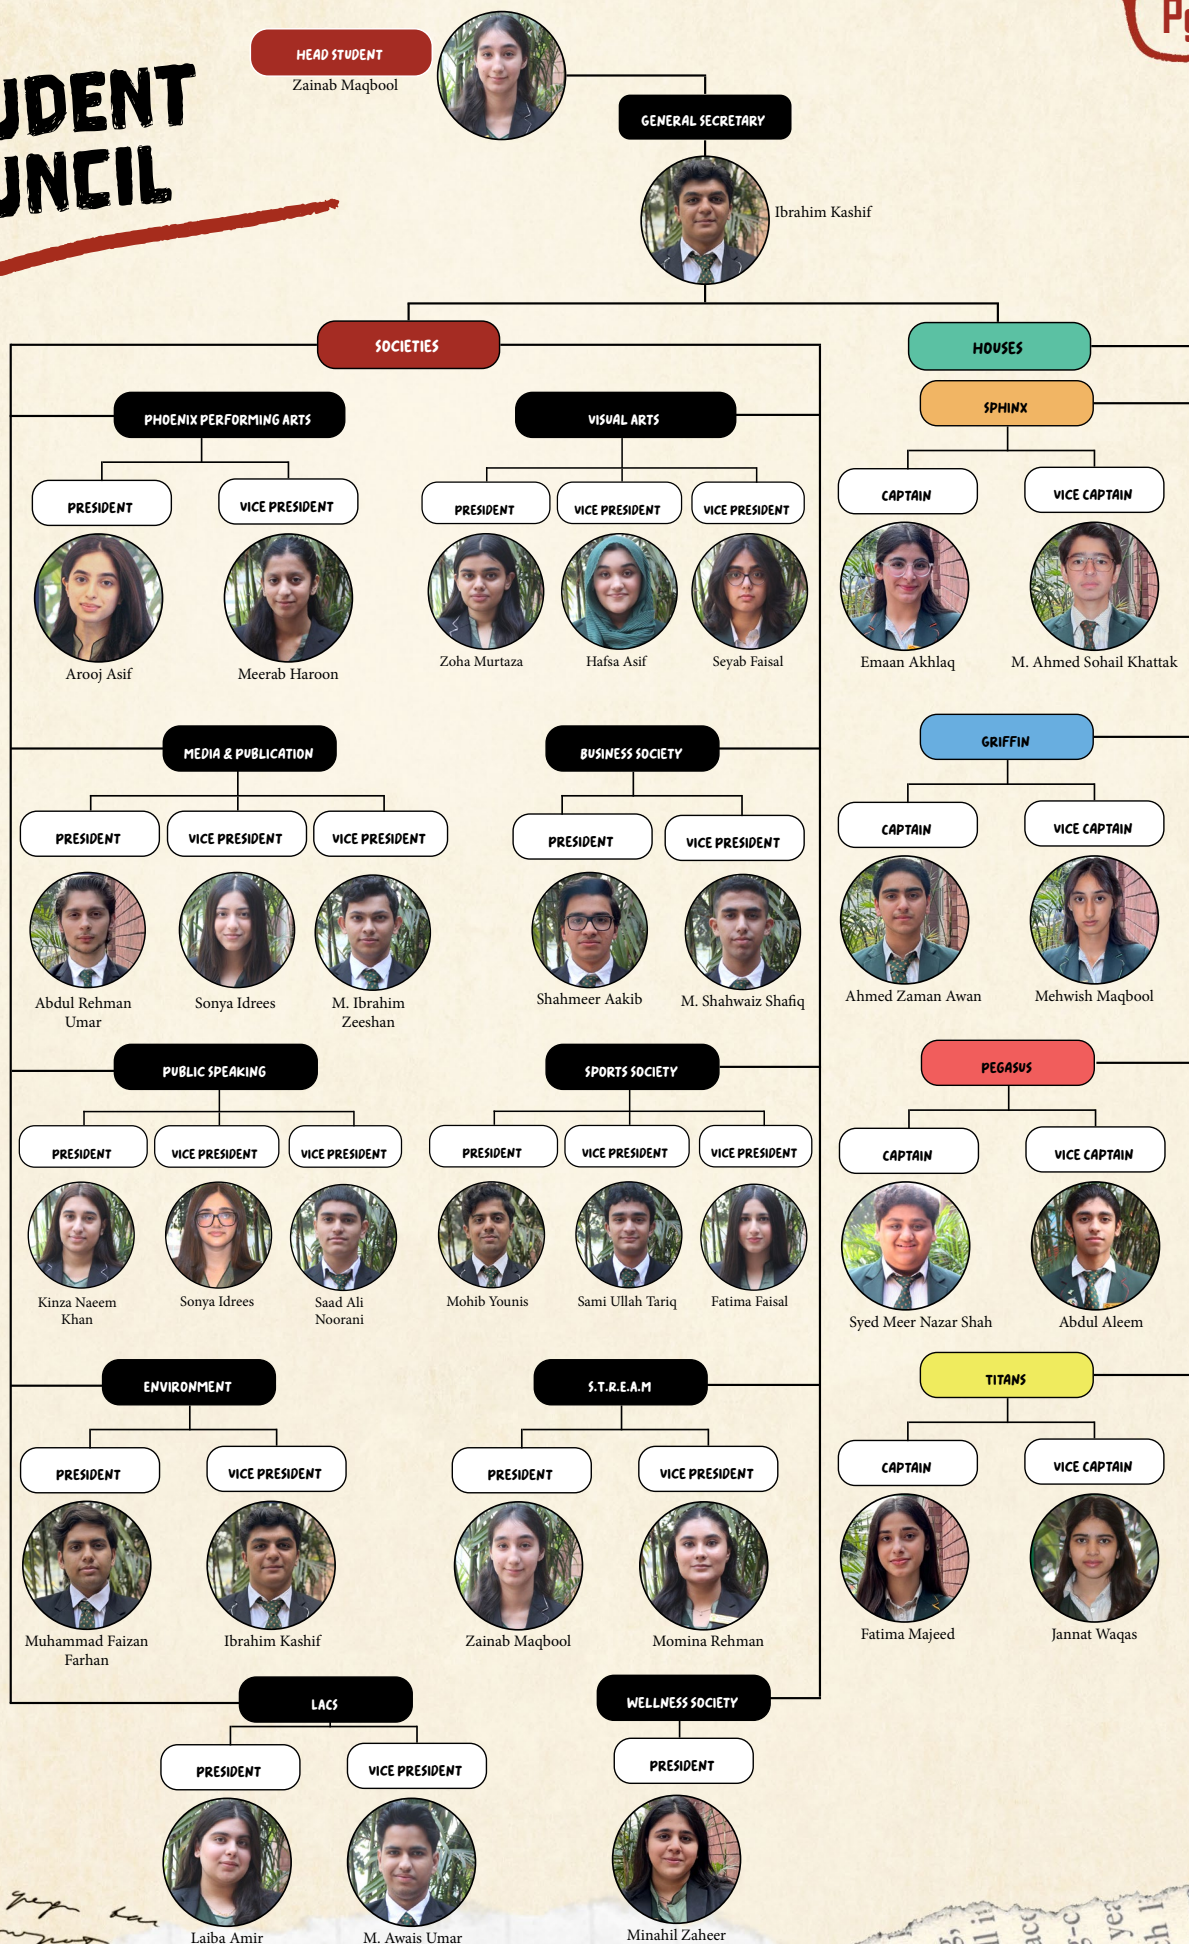 UDENT
UNCIL
HEAD STUDENT
Zainab Maqbool
GENERAL SECRETARY
Ibrahim Kashif
SOCIETIES
HOUSES
PHOENIX PERFORMING ARTS
PRESIDENT
VICE PRESIDENT
Arooj Asif
Meerab Haroon
VISUAL ARTS
PRESIDENT
VICE PRESIDENT
VICE PRESIDENT
Zoha Murtaza
Hafsa Asif
Seyab Faisal
SPHINX
CAPTAIN
VICE CAPTAIN
Emaan Akhlaq
M. Ahmed Sohail Khattak
MEDIA & PUBLICATION
PRESIDENT
VICE PRESIDENT
VICE PRESIDENT
Abdul Rehman
Umar
Sonya Idrees
M. Ibrahim
Zeeshan
BUSINESS SOCIETY
PRESIDENT
VICE PRESIDENT
Shahmeer Aakib
M. Shahwaiz Shafiq
GRIFFIN
CAPTAIN
VICE CAPTAIN
Ahmed Zaman Awan
Mehwish Maqbool
PUBLIC SPEAKING
PRESIDENT
VICE PRESIDENT
VICE PRESIDENT
Kinza Naeem
Khan
Sonya Idrees
Saad Ali
Noorani
SPORTS SOCIETY
PRESIDENT
VICE PRESIDENT
VICE PRESIDENT
Mohib Younis
Sami Ullah Tariq
Fatima Faisal
PEGASUS
CAPTAIN
VICE CAPTAIN
Syed Meer Nazar Shah
Abdul Aleem
ENVIRONMENT
PRESIDENT
VICE PRESIDENT
Muhammad Faizan
Farhan
Ibrahim Kashif
S.T.R.E.A.M
PRESIDENT
VICE PRESIDENT
Zainab Maqbool
Momina Rehman
TITANS
CAPTAIN
VICE CAPTAIN
Fatima Majeed
Jannat Waqas
LACS
PRESIDENT
VICE PRESIDENT
Laiba Amir
M. Awais Umar
WELLNESS SOCIETY
PRESIDENT
Minahil Zaheer